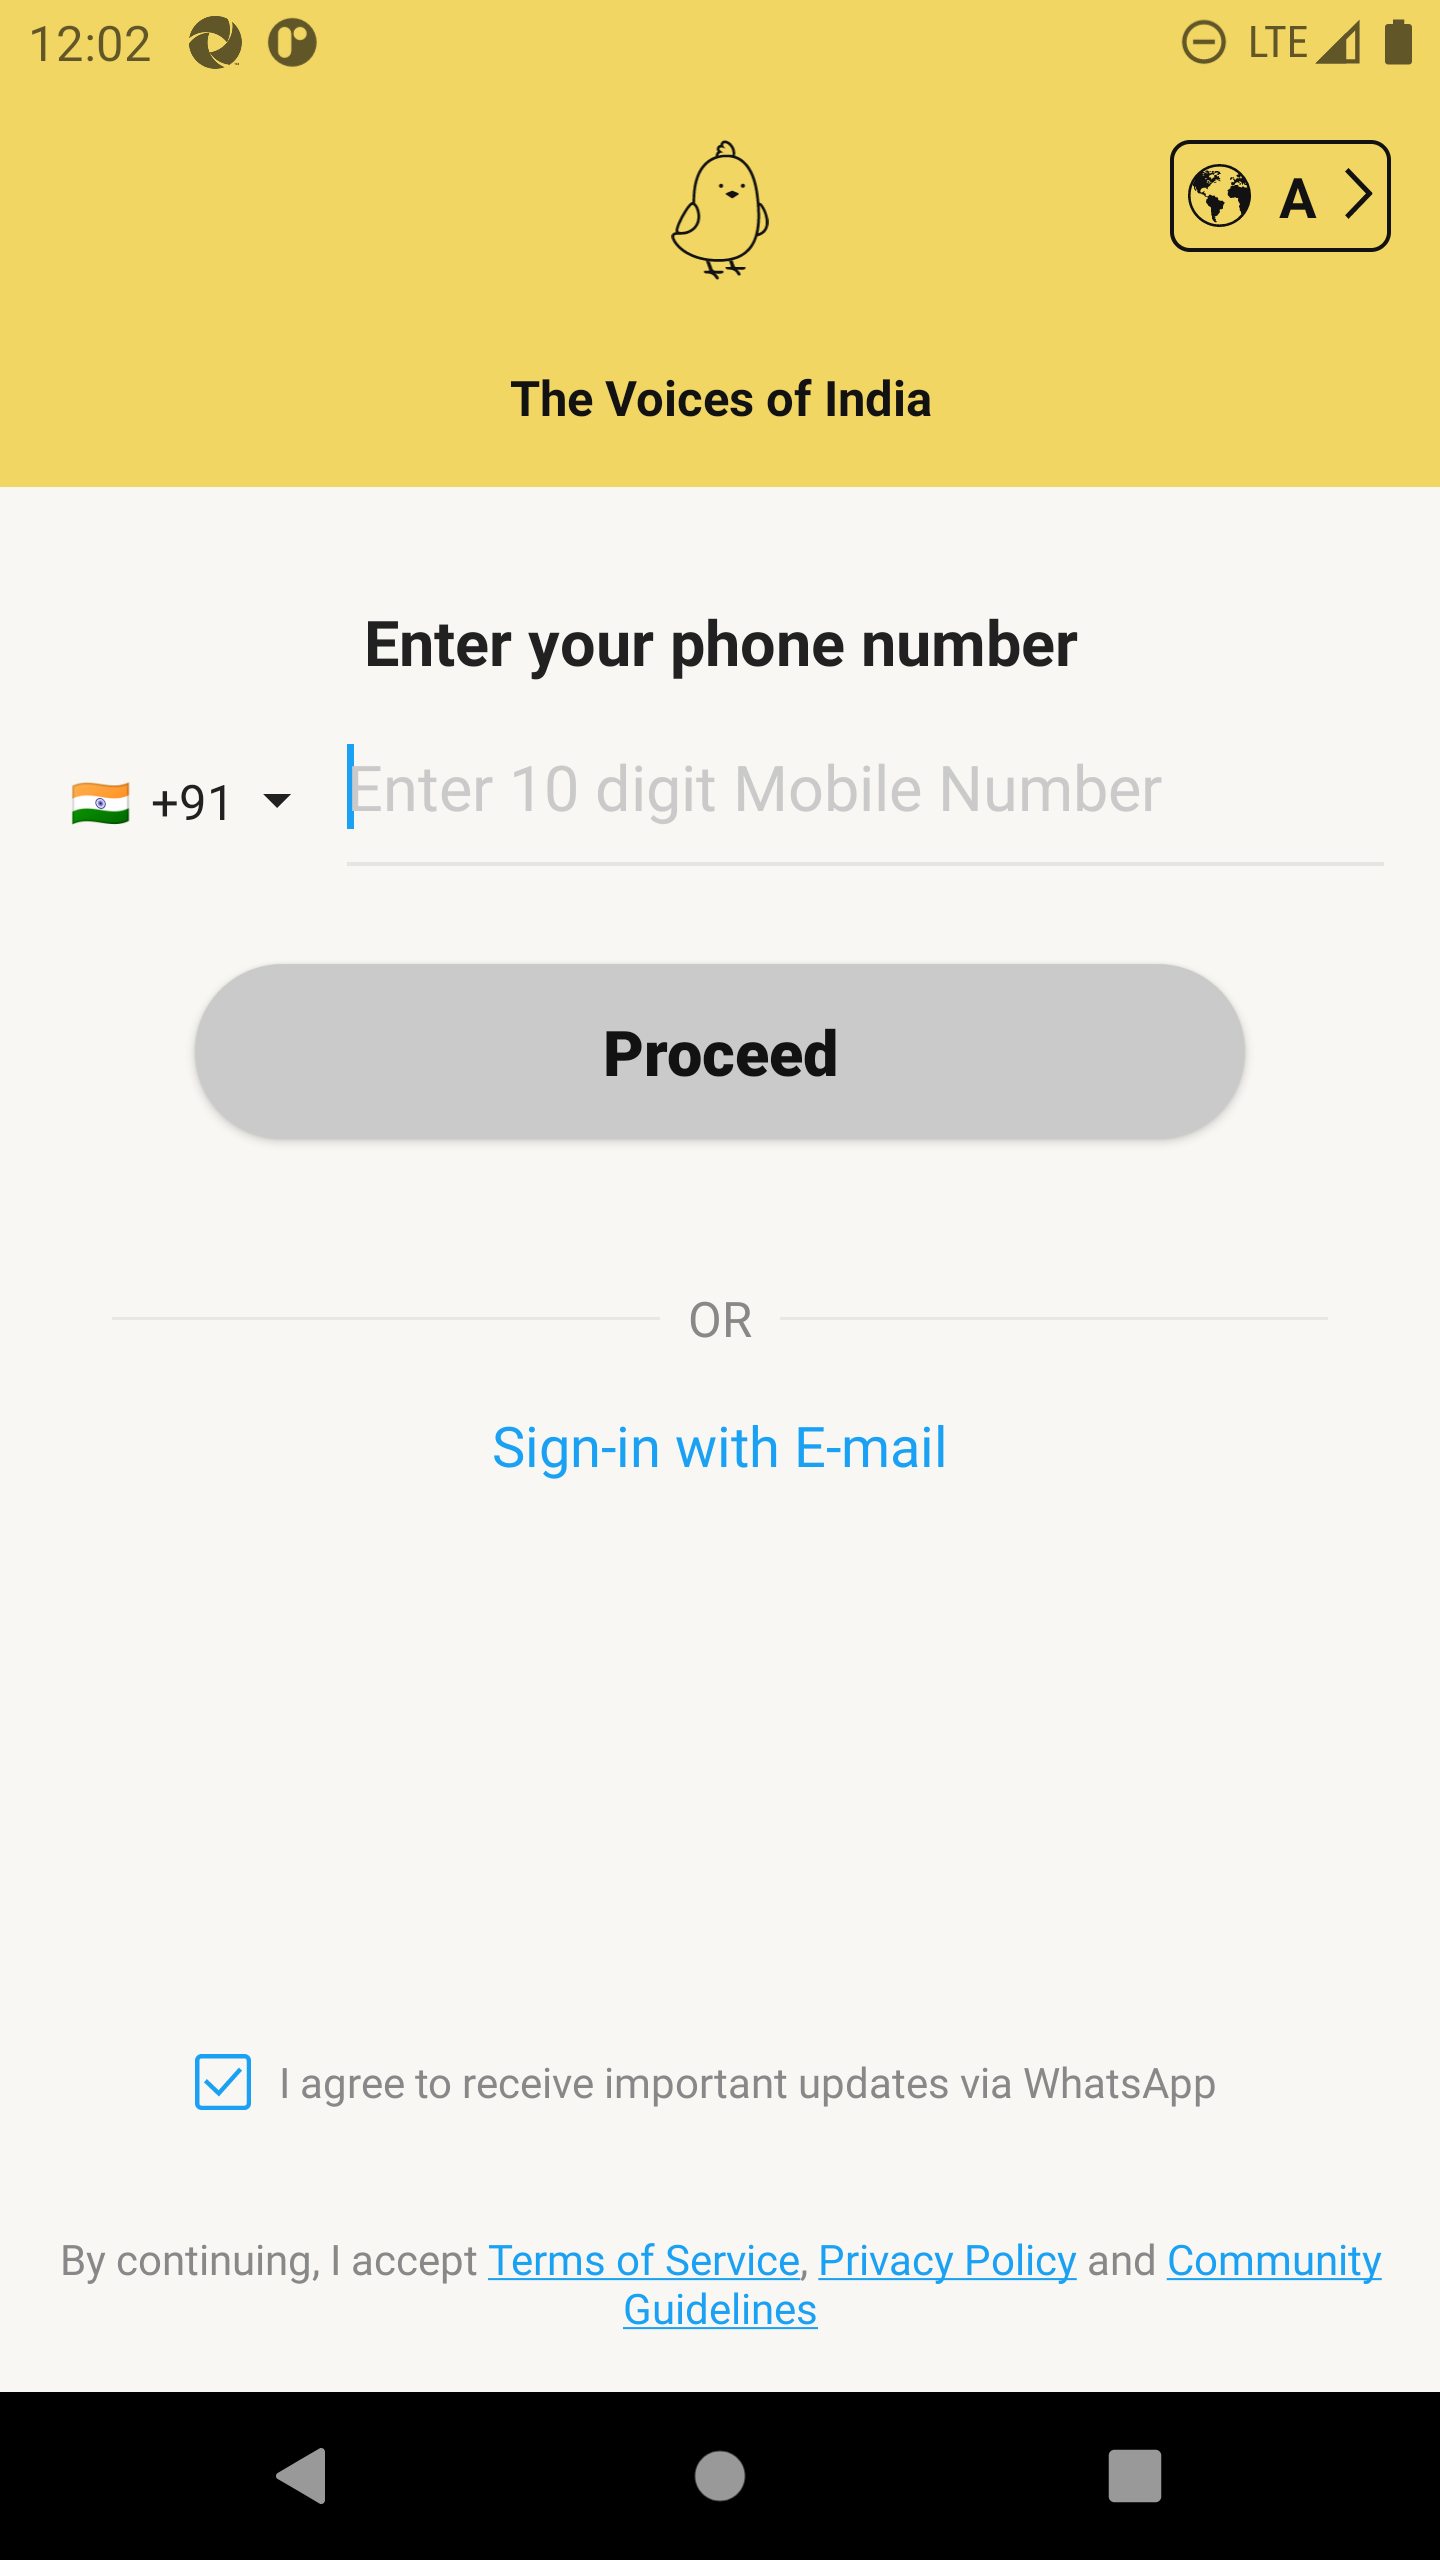 12:02
LTE
A
The Voices of India
Enter your phone number
+91
Enter 10 digit Mobile Number
Proceed
OR
Sign-in with E-mail
I agree to receive important updates via WhatsApp
By continuing, I accept Terms of Service, Privacy Policy and Community
Guidelines